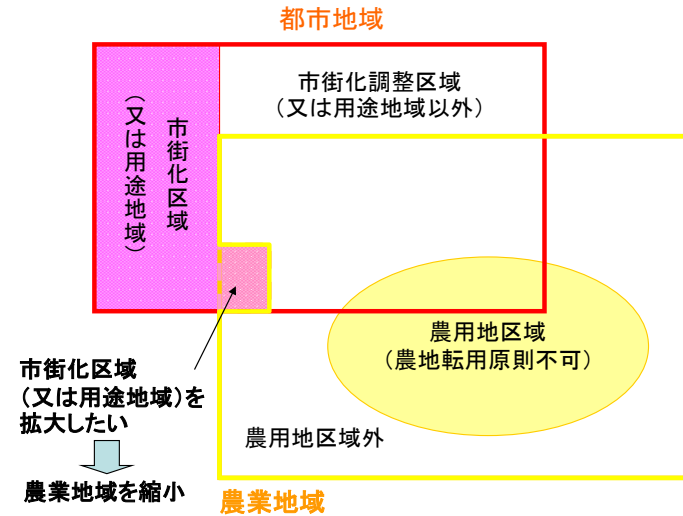 都市地域
市街化調整区域
（又は用途地域以外）
市街化区域
（又は用途地域）
農用地区域
（農地転用原則不可）
市街化区域
（又は用途地域）を
拡大したい
農用地区域外
農業地域を縮小
農業地域